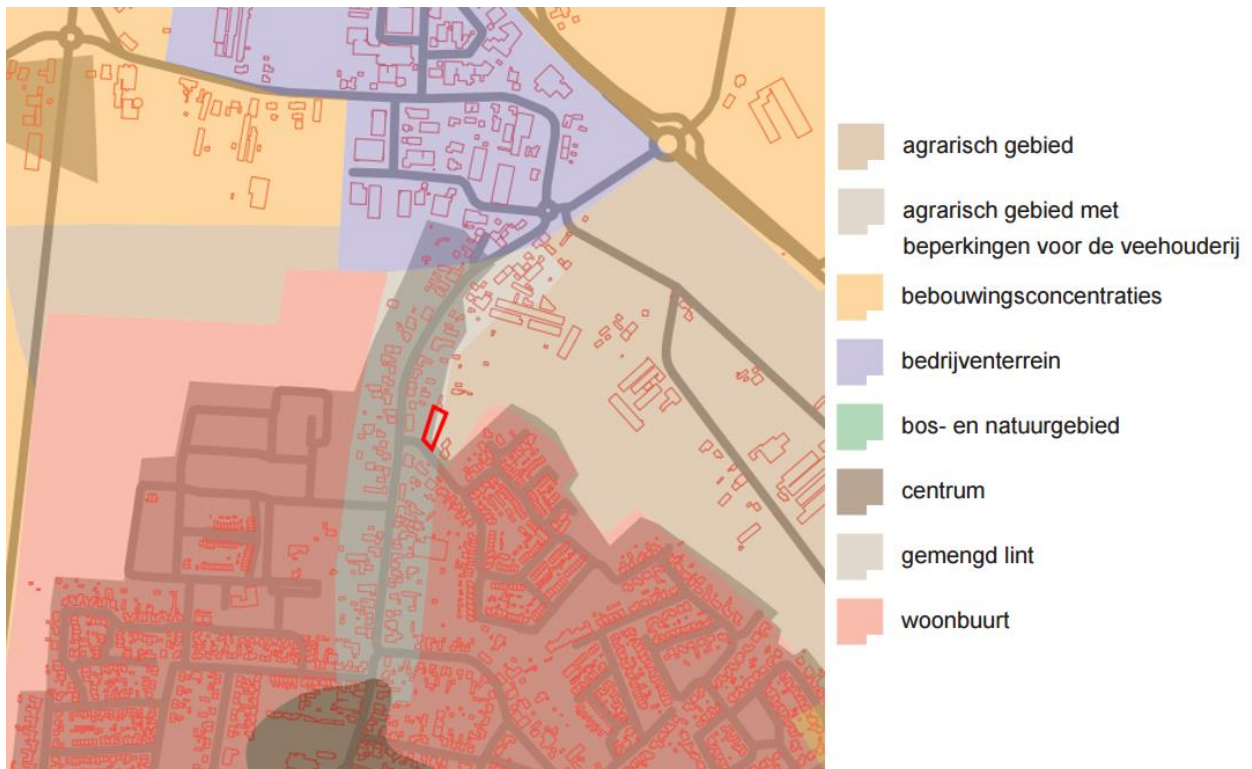 agrarisch gebied
agrarisch gebied met
beperkingen voor de veehouderij
bebouwingsconcentraties
bedrijventerrein
bos- en natuurgebied
centrum
gemengd lint
woonbuurt